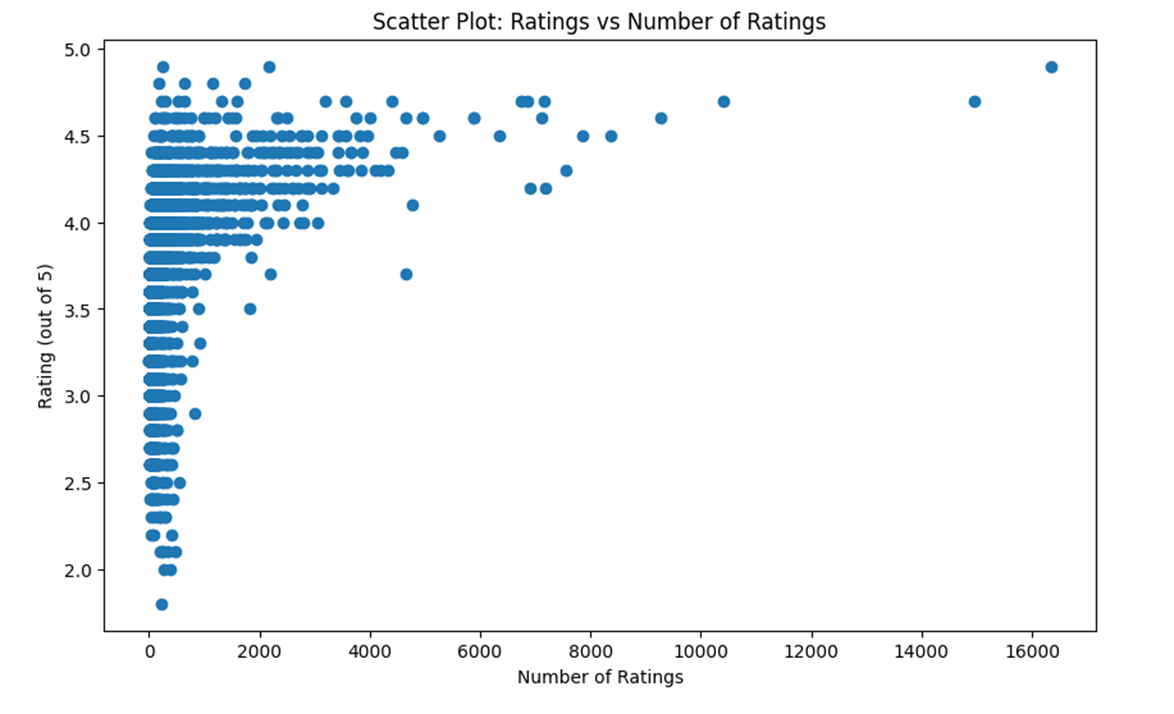 Scatter Plot: Ratings vs Number of Ratings
5.0
4.5
4.0
3.5
3.0
2.5
2.0
Rating (out of 5)
0 2000 4000 6000 8000 10000 12000 14000 16000
Number of Ratings